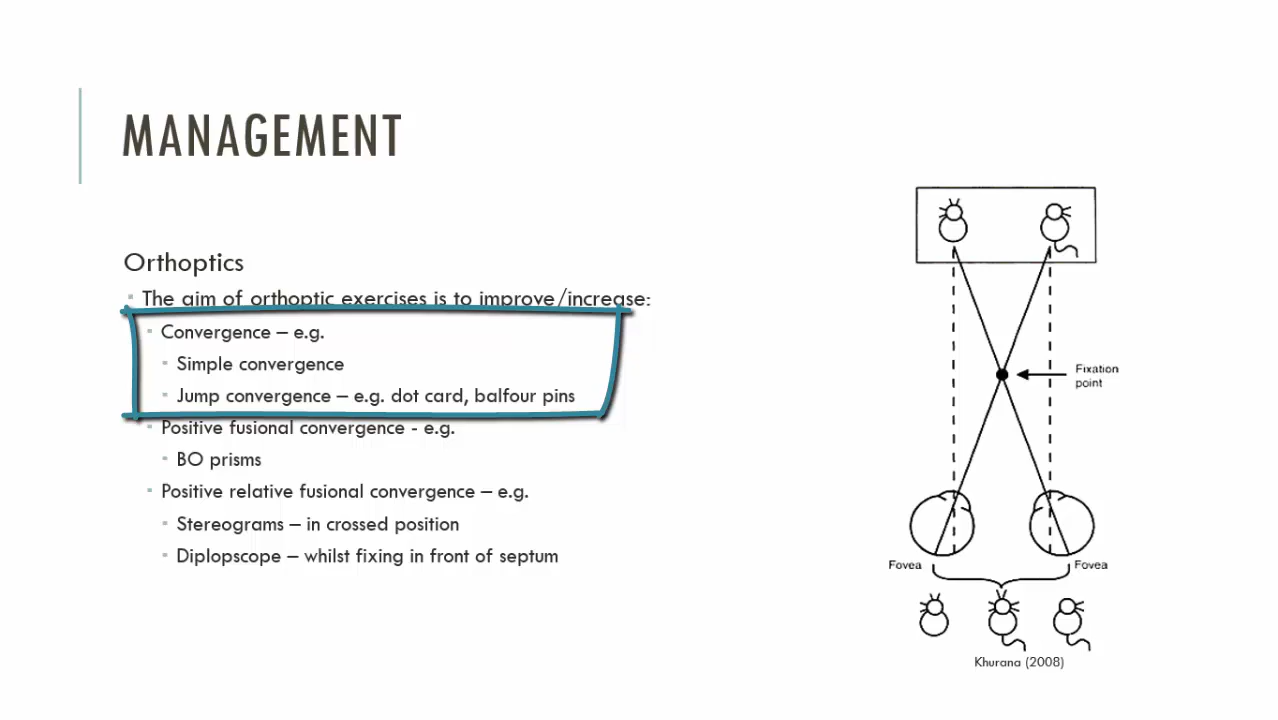 MANAGEMENT
Orthoptics
The aim of orthoptic exercises is to improve/increase:
Convergence – e.g.
Simple convergence
Jump convergence – e.g. dot card, balfour pins
Positive fusional convergence - e.g.
BO prisms
Positive relative fusional convergence – e.g.
Stereograms – in crossed position
Diplopscope – whilst fixing in front of septum
Fixation
point
Fovea
Fovea
Khurana (2008)